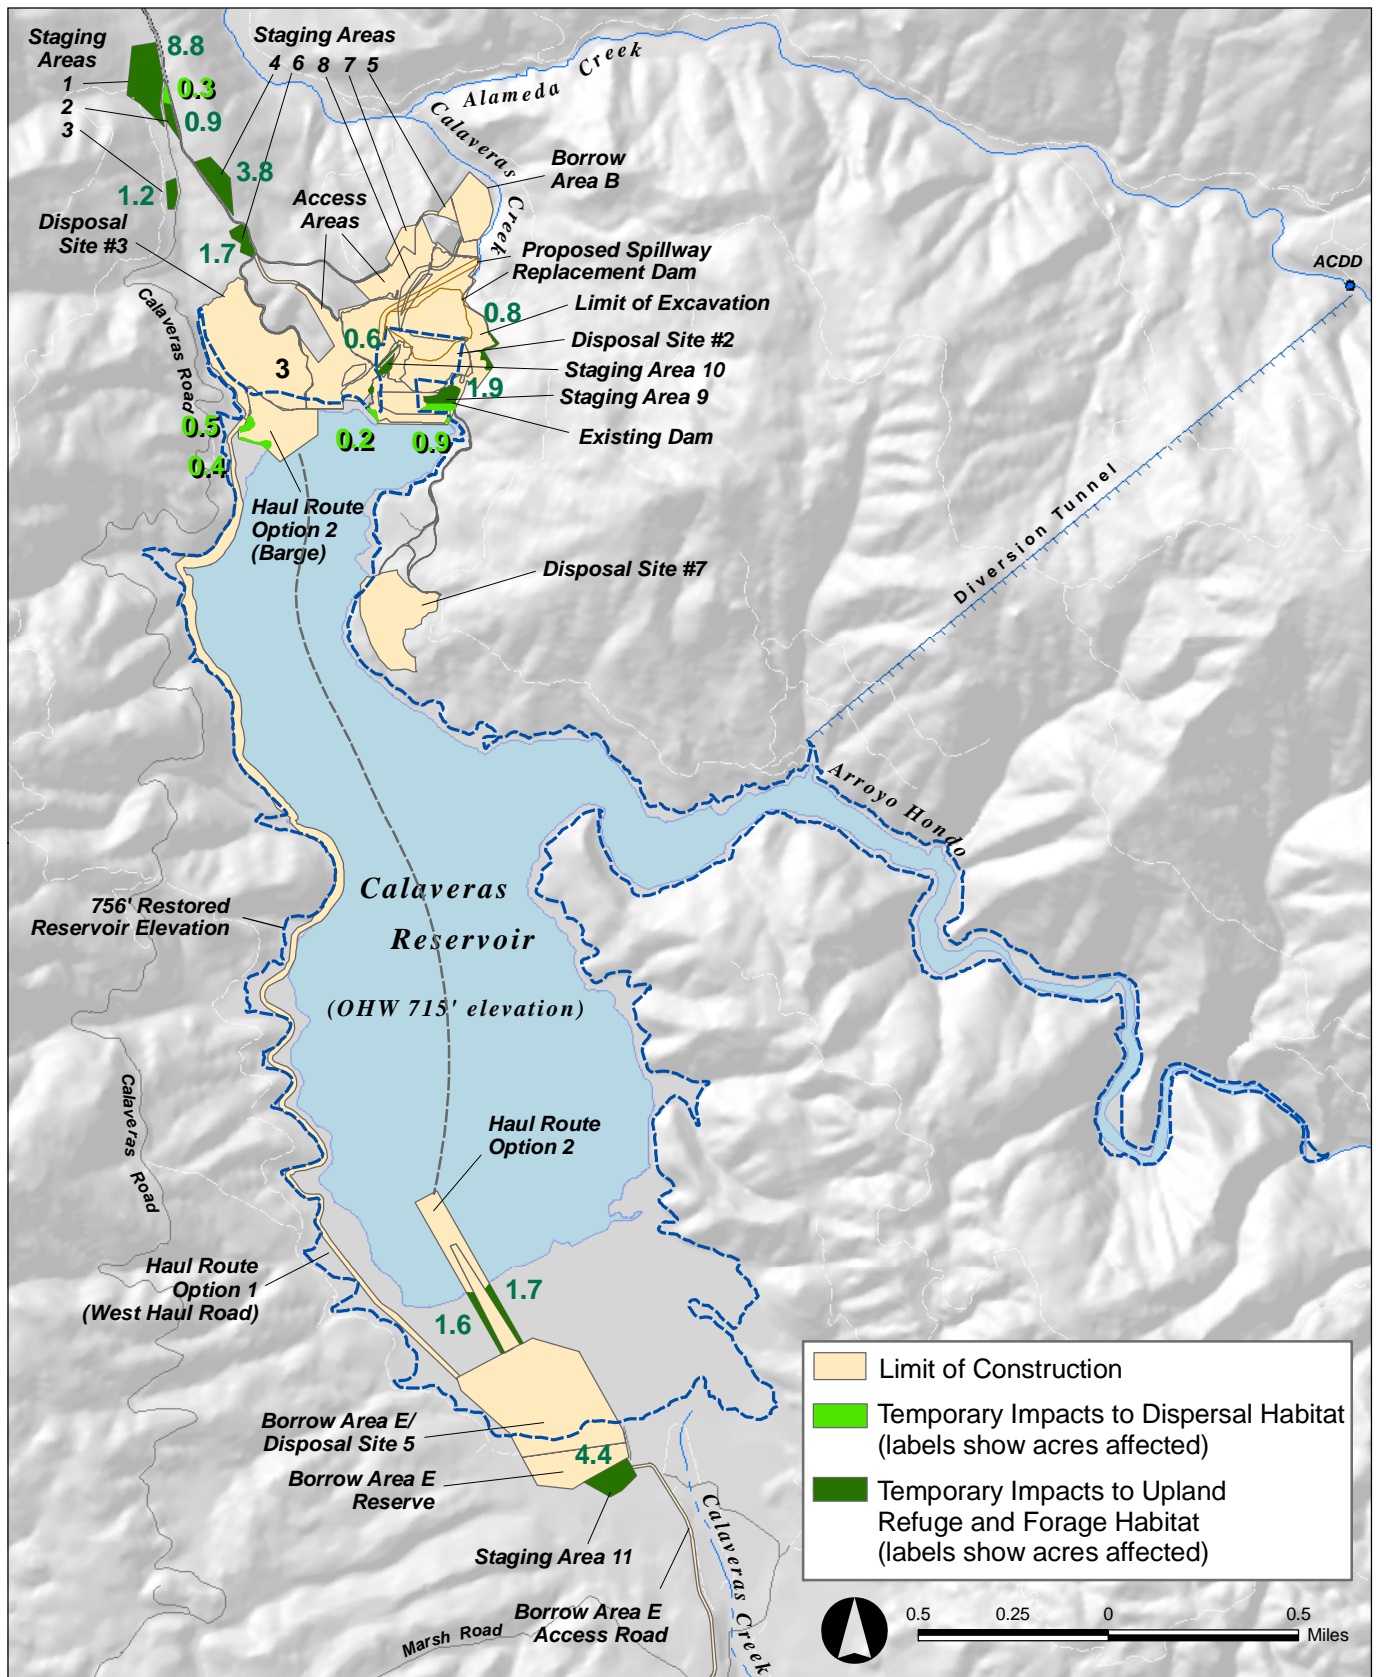 Staging
Areas
1
2
3
8.8
0.3
0.9
Staging Areas
4 6 8 7 5
Alameda Creek
Calaveras Creek
Borrow
Area B
3.8
1.2
Access
Areas
Disposal
Site #3
1.7
Proposed Spillway
Replacement Dam
ACDD
Limit of Excavation
0.8
0.6
Disposal Site #2
Calaveras Road
3
Staging Area 10
1.9
Staging Area 9
0.5
0.2
0.9
Existing Dam
0.4
Haul Route
Option 2
(Barge)
Diversion Tunnel
Disposal Site #7
Arroyo Hondo
Calaveras
Reservoir
756' Restored
Reservoir Elevation
(OHW 715' elevation)
Calaveras Road
Haul Route
Option 2
Haul Route
Option 1
(West Haul Road)
1.7
1.6
Borrow Area E/
Disposal Site 5
4.4
Borrow Area E
Reserve
Staging Area 11
Calaveras Creek
Borrow Area E
Access Road
Marsh Road
Limit of Construction
Temporary Impacts to Dispersal Habitat
(labels show acres affected)
Temporary Impacts to Upland
Refuge and Forage Habitat
(labels show acres affected)
0.5 0.25 0 0.5
Miles